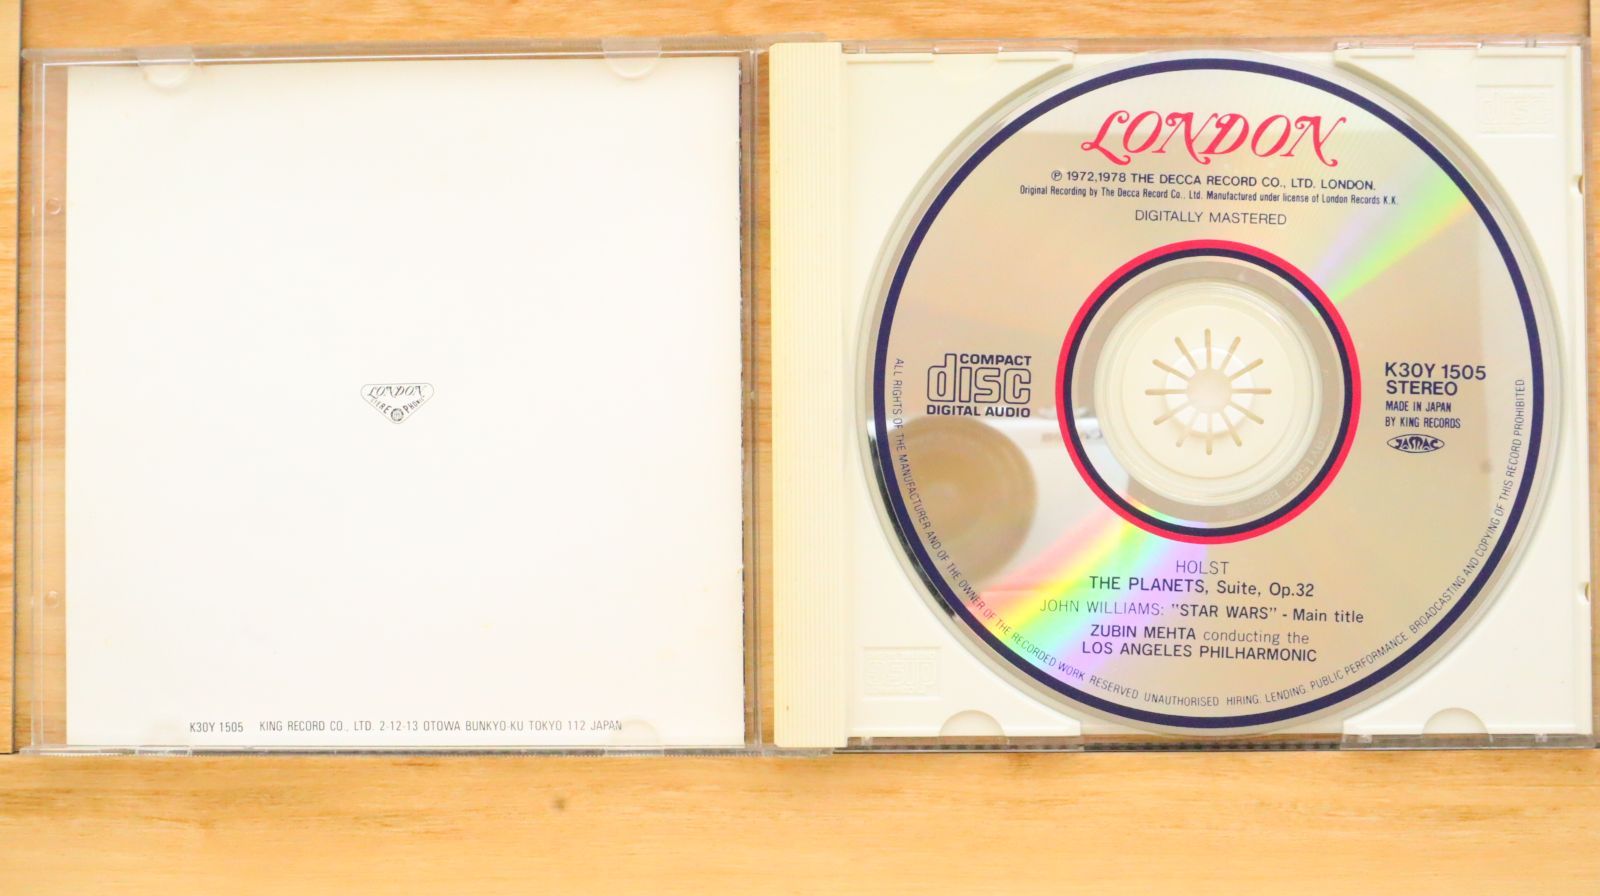 LONDON
STEREO PHONIC
K30Y 1505 KING RECORD CO., LTD. 2-12-13 OTOWA BUNKYO-KU TOKYO 112 JAPAN
disc
LONDON
℗ 1972,1978 THE DECCA RECORD CO., LTD. LONDON.
Original Recording by The Decca Record Co., Ltd. Manufactured under license of London Records K.K.
DIGITALLY MASTERED
COMPACT
disc
DIGITAL AUDIO
K30Y 1505
STEREO
MADE IN JAPAN
BY KING RECORDS
JASRAC
HOLST
THE PLANETS, Suite, Op.32
JOHN WILLIAMS: "STAR WARS" - Main title
ZUBIN MEHTA conducting the
LOS ANGELES PHILHARMONIC
ALL RIGHTS OF THE MANUFACTURER AND OF THE OWNER OF THE RECORDED WORK RESERVED UNAUTHORISED HIRING. LENDING. PUBLIC PERFORMANCE. BROADCASTING AND COPYING OF THIS RECORD PROHIBITED